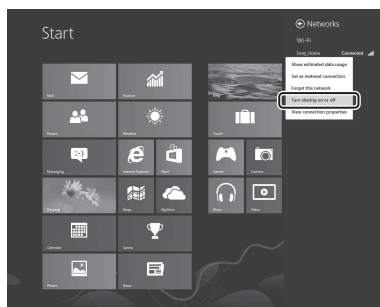 Start
Networks
Wi-Fi
Sony_Home Connected
Show estimated data usage
Set as metered connection
Forget this network
Turn sharing on or off
View connection properties
Mail
Finance
People
Weather
Travel
Messaging
Internet Explorer
Store
Games
Camera
Desktop
Maps
SkyDrive
Music
Video
Calendar
Sports
Photos
News